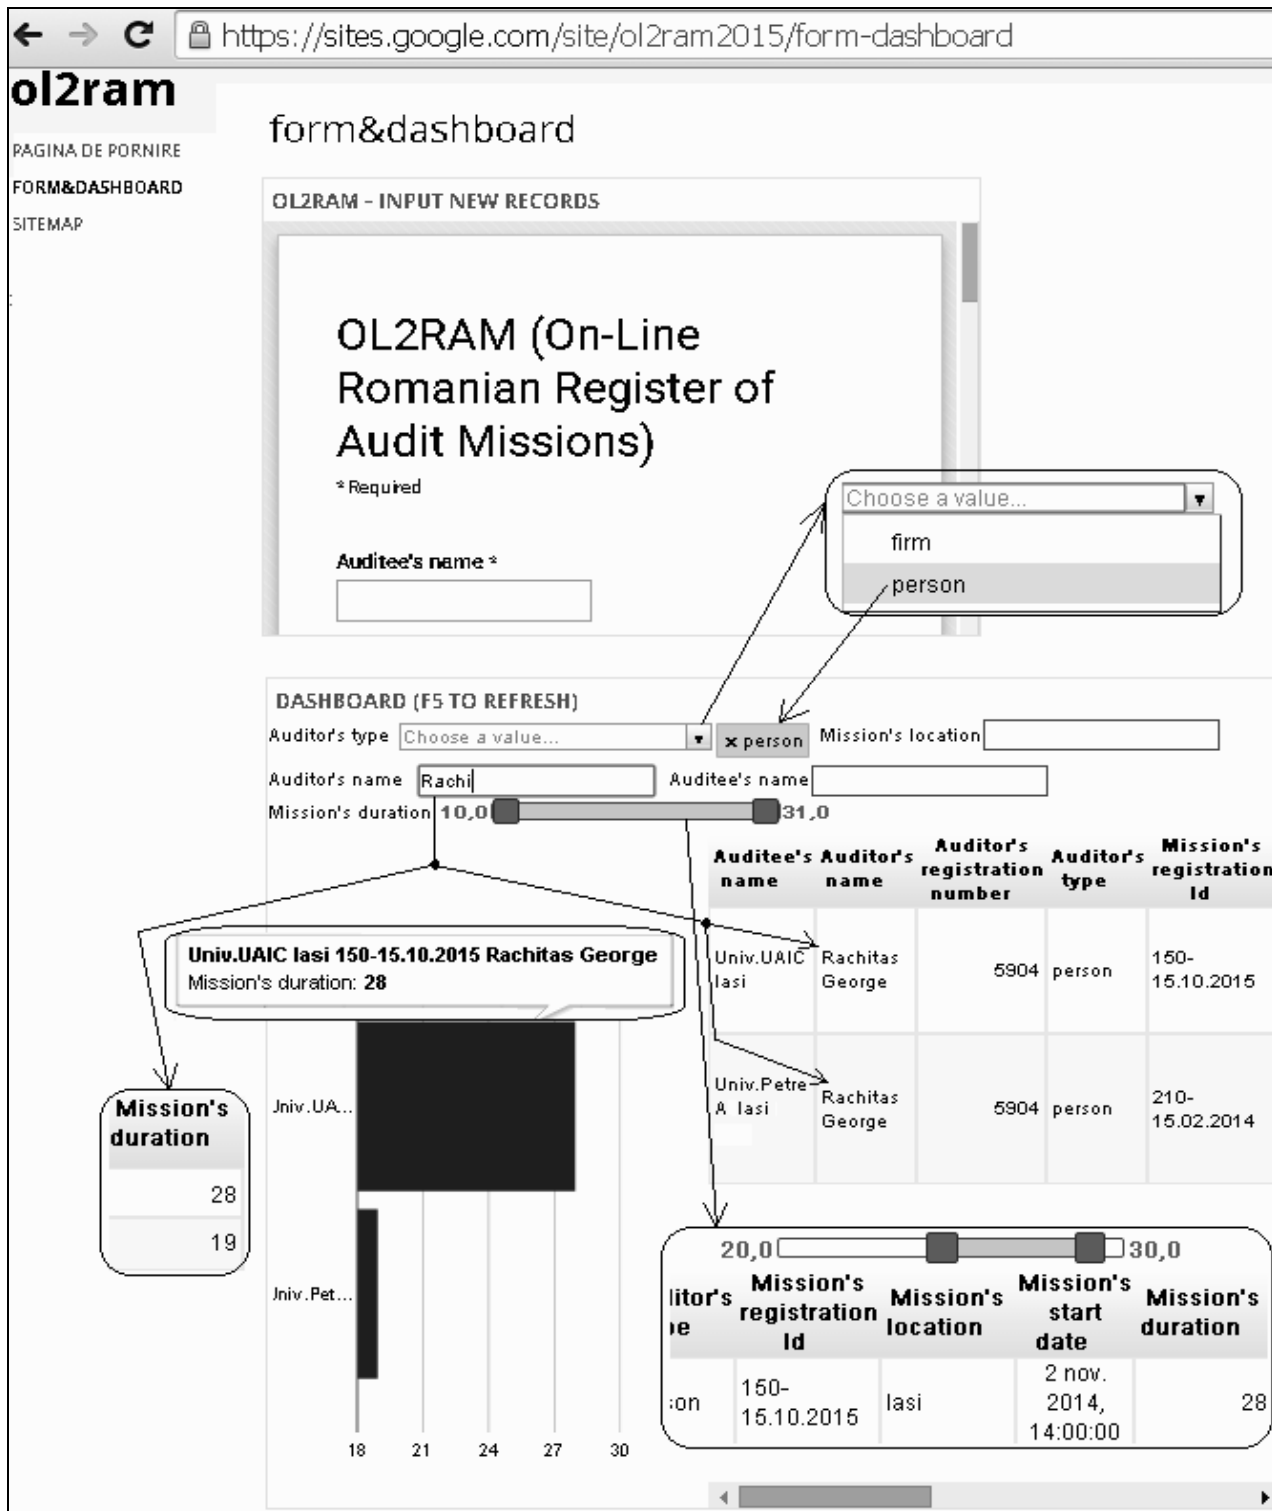 https://sites.google.com/site/ol2ram2015/form-dashboard
ol2ram
PAGINA DE PORNIRE
FORM&DASHBOARD
SITEMAP
form&dashboard
OL2RAM - INPUT NEW RECORDS
OL2RAM (On-Line
Romanian Register of
Audit Missions)
* Required
Auditee's name *
Choose a value...
firm
person
DASHBOARD (F5 TO REFRESH)
Auditor's type Choose a value... x person Mission's location
Auditor's name Rachi Auditee's name
Mission's duration 10,0 31,0
Auditee's name Auditor's name Auditor's registration number Auditor's type Mission's registration Id
Univ.UAIC Iasi Rachitas George 5904 person 150-15.10.2015
Univ.Petre A Iasi Rachitas George 5904 person 210-15.02.2014
Univ.UAIC Iasi 150-15.10.2015 Rachitas George
Mission's duration: 28
Jniv.UA...
Jniv.Pet...
18 21 24 27 30
Mission's
duration
28
19
20,0 30,0
litor's
pe
Mission's registration Id Mission's location Mission's start date Mission's duration
son 150-15.10.2015 Iasi 2 nov. 2014, 14:00:00 28